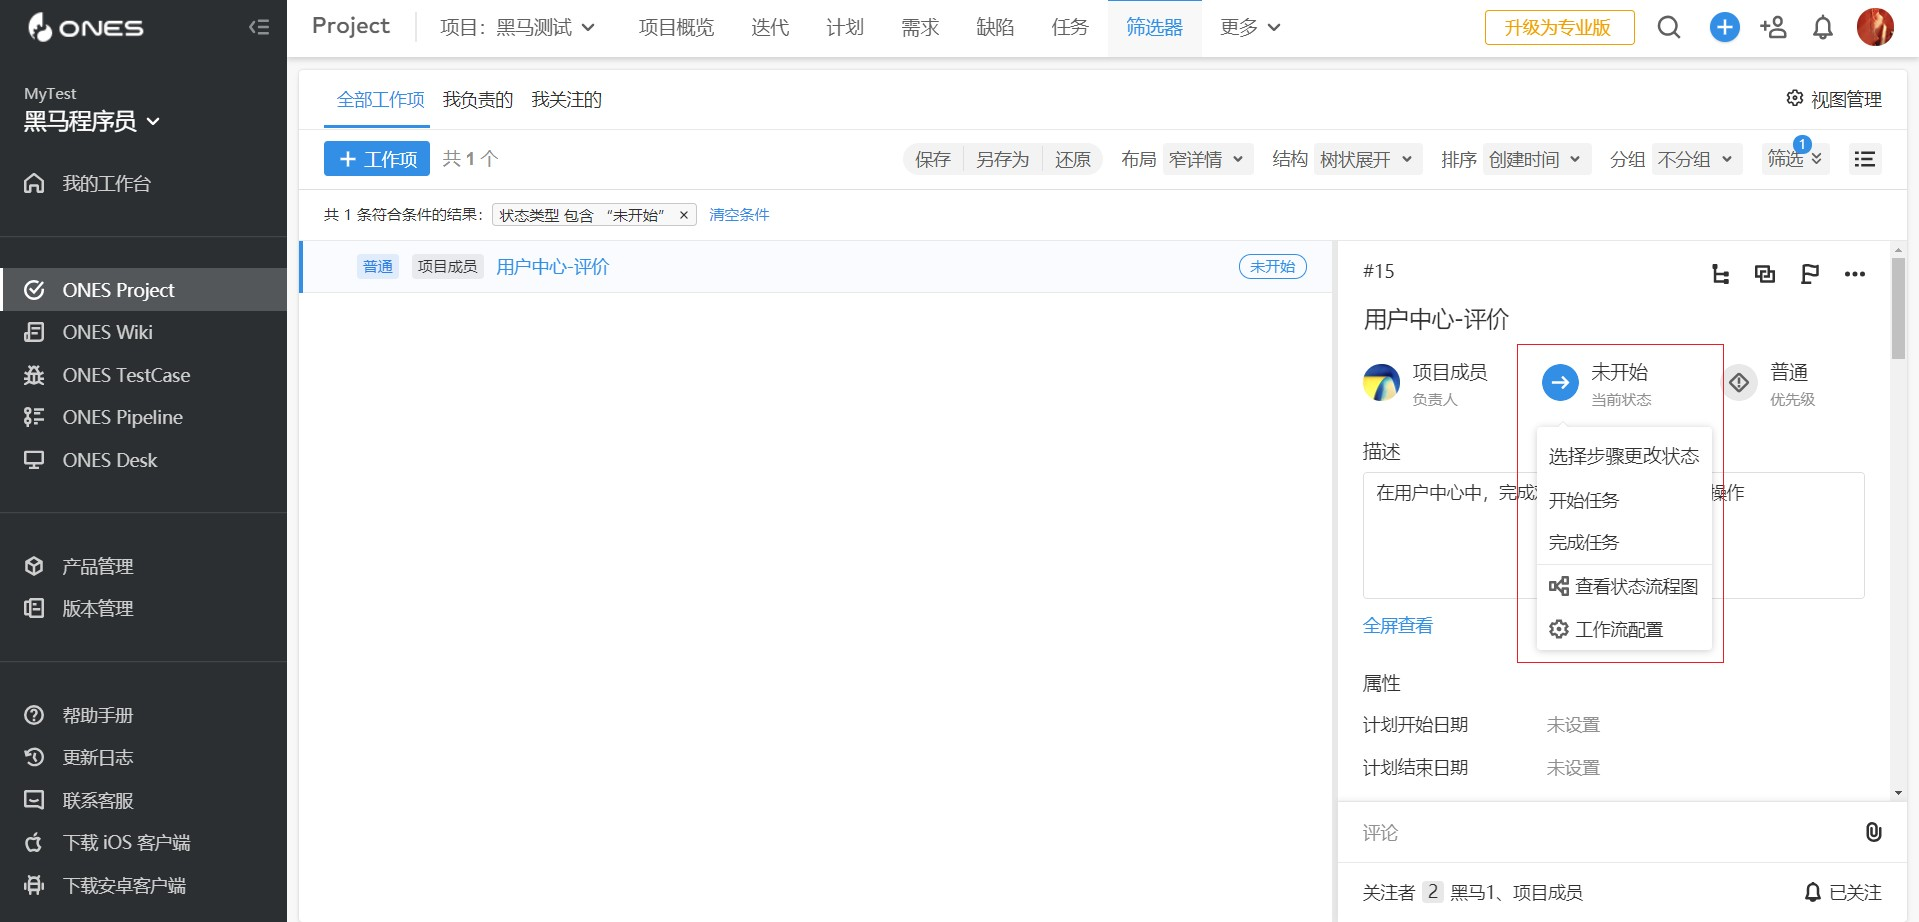 ONES
MyTest
黑马程序员
我的工作台
ONES Project
ONES Wiki
ONES TestCase
ONES Pipeline
ONES Desk
产品管理
版本管理
帮助手册
更新日志
联系客服
下载 iOS 客户端
下载安卓客户端
Project 项目：黑马测试 项目概览 迭代 计划 需求 缺陷 任务 筛选器 更多 升级为专业版
全部工作项 我负责的 我关注的 视图管理
+ 工作项 共 1 个 保存 另存为 还原 布局 窄详情 结构 树状展开 排序 创建时间 分组 不分组 筛选 1
共 1 条符合条件的结果： 状态类型 包含 “未开始” × 清空条件
普通 项目成员 用户中心-评价 未开始
#15
用户中心-评价
项目成员 未开始 普通
负责人 当前状态 优先级
描述
在用户中心中，完成 操作
选择步骤更改状态
开始任务
完成任务
查看状态流程图
工作流配置
全屏查看
属性
计划开始日期 未设置
计划结束日期 未设置
评论
关注者 2 黑马1、项目成员 已关注